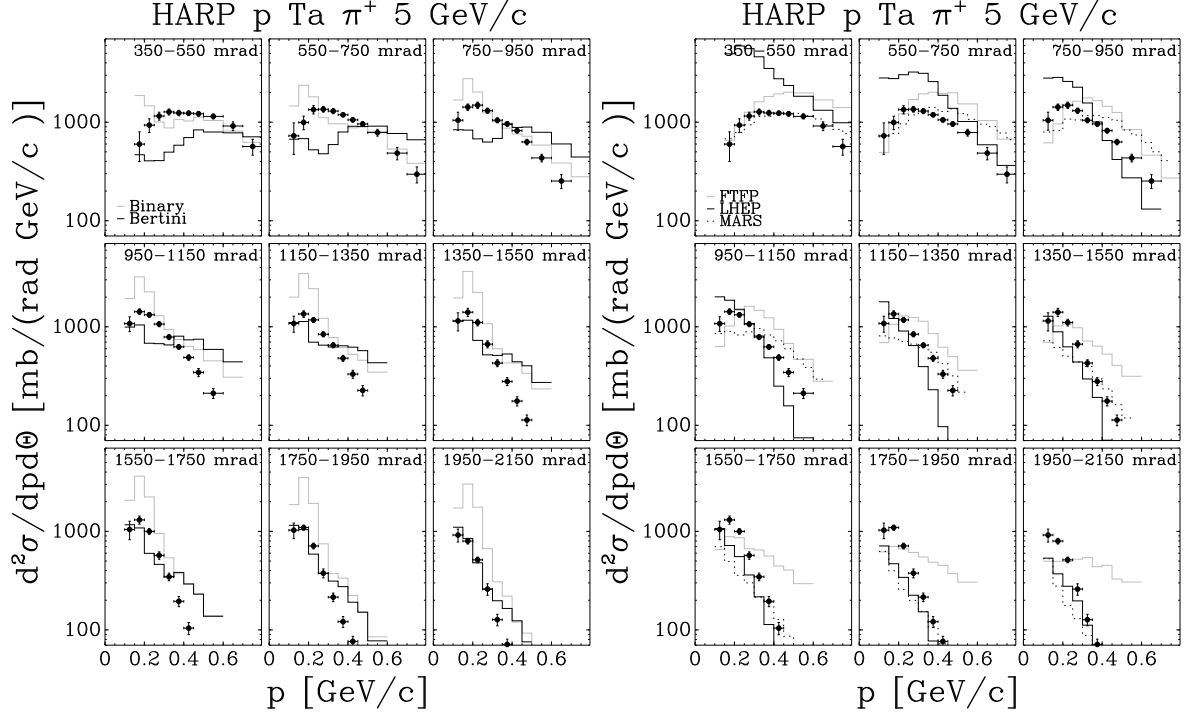 HARP p Ta π⁺ 5 GeV/c
d²σ/dpdΘ [mb/(rad GeV/c )]
350−550 mrad
550−750 mrad
750−950 mrad
1000
100
Binary
Bertini
950−1150 mrad
1150−1350 mrad
1350−1550 mrad
1000
100
1550−1750 mrad
1750−1950 mrad
1950−2150 mrad
1000
100
0 0.2 0.4 0.6 0 0.2 0.4 0.6 0 0.2 0.4 0.6
p [GeV/c]
HARP p Ta π⁺ 5 GeV/c
d²σ/dpdΘ [mb/(rad GeV/c )]
350−550 mrad
550−750 mrad
750−950 mrad
1000
100
FTFP
LHEP
MARS
950−1150 mrad
1150−1350 mrad
1350−1550 mrad
1000
100
1550−1750 mrad
1750−1950 mrad
1950−2150 mrad
1000
100
0 0.2 0.4 0.6 0 0.2 0.4 0.6 0 0.2 0.4 0.6
p [GeV/c]